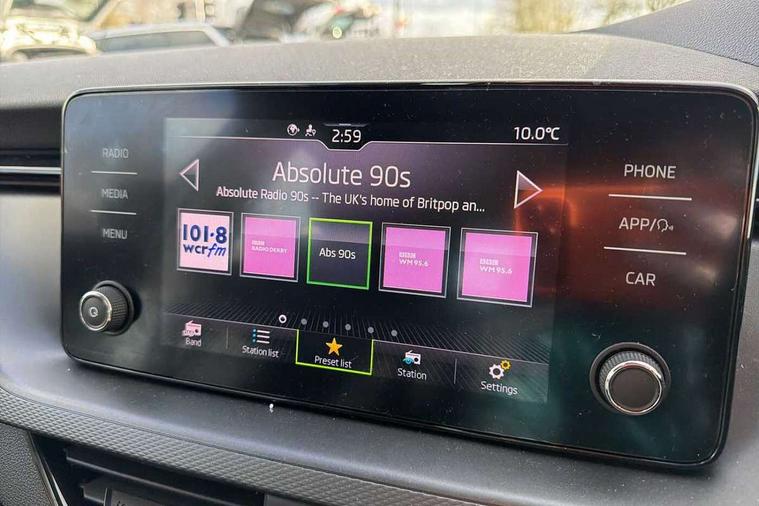 RADIO
MEDIA
MENU
2:59
10.0°C
Absolute 90s
Absolute Radio 90s -- The UK's home of Britpop an...
101·8
wcrfm
BBC
RADIO DERBY
Abs 90s
BBC
WM 95.6
BBC
WM 95.6
Band
Station list
Preset list
Station
Settings
PHONE
APP/
CAR